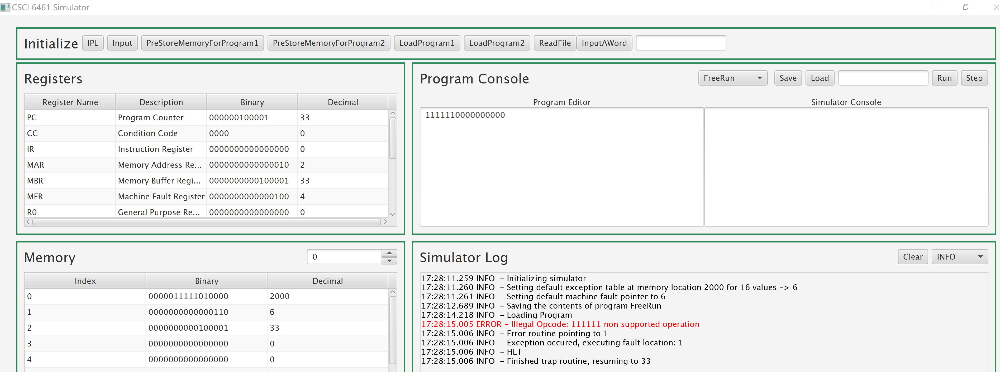 CSCI 6461 Simulator
Initialize IPL Input PreStoreMemoryForProgram1 PreStoreMemoryForProgram2 LoadProgram1 LoadProgram2 ReadFile InputAWord
Registers
Register Name Description Binary Decimal
PC Program Counter 000000100001 33
CC Condition Code 0000 0
IR Instruction Register 0000000000000000 0
MAR Memory Address Re... 0000000000000010 2
MBR Memory Buffer Regi... 0000000000100001 33
MFR Machine Fault Register 0000000000000100 4
R0 General Purpose Re... 0000000000000000 0
Program Console FreeRun Save Load Run Step
Program Editor Simulator Console
1111110000000000
Memory 0
Index Binary Decimal
0 0000011111010000 2000
1 0000000000000110 6
2 0000000000100001 33
3 0000000000000000 0
4 0000000000000000 0
Simulator Log Clear INFO
17:28:11.259 INFO – Initializing simulator
17:28:11.260 INFO – Setting default exception table at memory location 2000 for 16 values –> 6
17:28:11.261 INFO – Setting default machine fault pointer to 6
17:28:12.689 INFO – Saving the contents of program FreeRun
17:28:14.218 INFO – Loading Program
17:28:15.005 ERROR – Illegal Opcode: 111111 non supported operation
17:28:15.006 INFO – Error routine pointing to 1
17:28:15.006 INFO – Exception occured, executing fault location: 1
17:28:15.006 INFO – HLT
17:28:15.006 INFO – Finished trap routine, resuming to 33